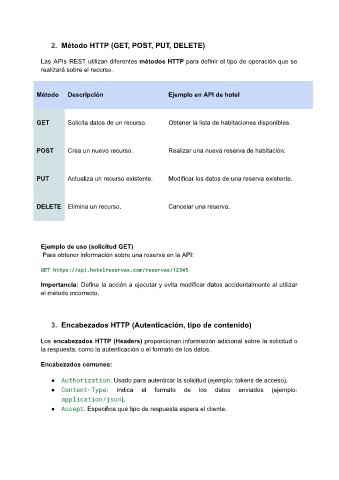 2. Método HTTP (GET, POST, PUT, DELETE)
Las APIs REST utilizan diferentes métodos HTTP para definir el tipo de operación que se
realizará sobre el recurso.
Método Descripción Ejemplo en API de hotel
GET Solicita datos de un recurso. Obtener la lista de habitaciones disponibles.
POST Crea un nuevo recurso. Realizar una nueva reserva de habitación.
PUT Actualiza un recurso existente. Modificar los datos de una reserva existente.
DELETE Elimina un recurso. Cancelar una reserva.
Ejemplo de uso (solicitud GET)
Para obtener información sobre una reserva en la API:
GET https://api.hotelreservas.com/reservas/12345
Importancia: Define la acción a ejecutar y evita modificar datos accidentalmente al utilizar
el método incorrecto.
3. Encabezados HTTP (Autenticación, tipo de contenido)
Los encabezados HTTP (Headers) proporcionan información adicional sobre la solicitud o
la respuesta, como la autenticación o el formato de los datos.
Encabezados comunes:
● Authorization: Usado para autenticar la solicitud (ejemplo: tokens de acceso).
● Content-Type: Indica el formato de los datos enviados (ejemplo:
application/json).
● Accept: Especifica qué tipo de respuesta espera el cliente.